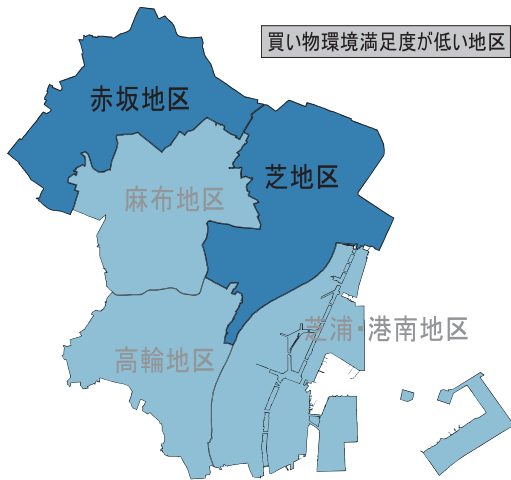 買い物環境満足度が低い地区
赤坂地区
芝地区
麻布地区
芝浦・港南地区
高輪地区